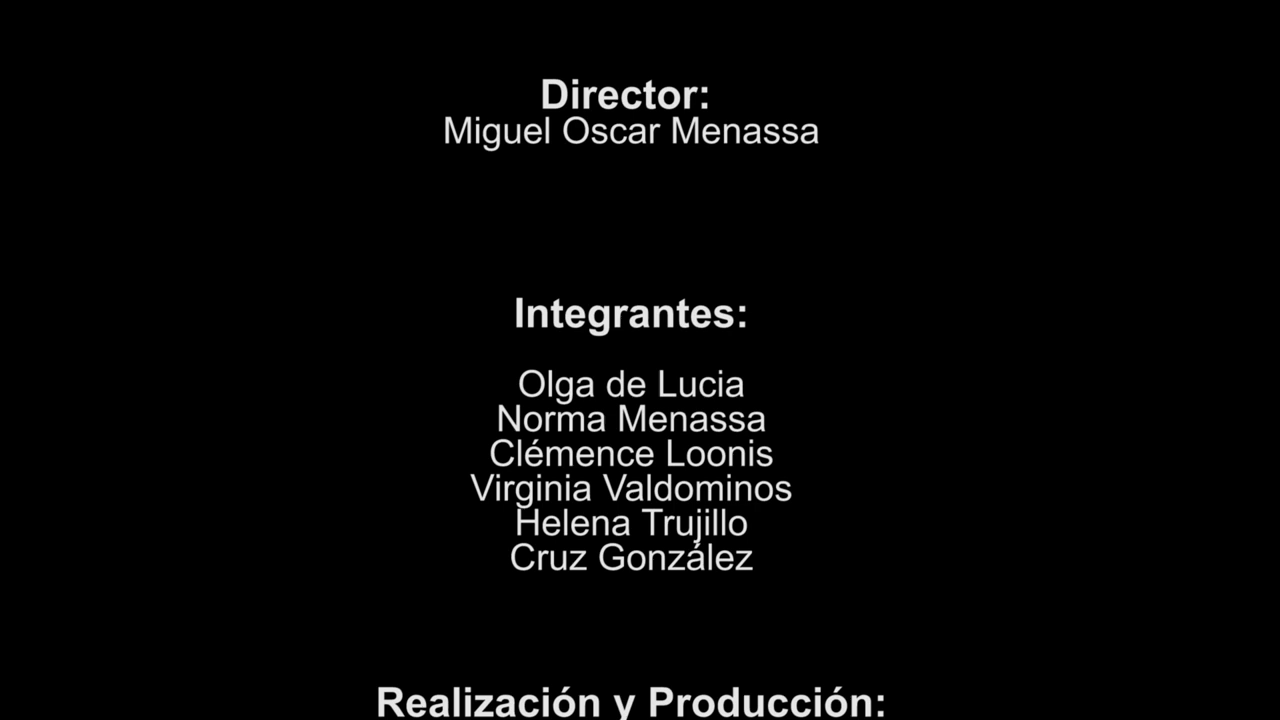 Director:
Miguel Oscar Menassa
Integrantes:
Olga de Lucia
Norma Menassa
Clémence Loonis
Virginia Valdominos
Helena Trujillo
Cruz González
Realización y Producción: